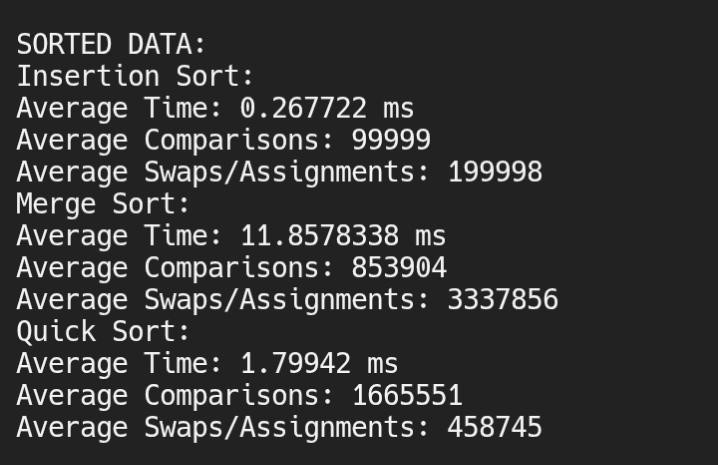 SORTED DATA:
Insertion Sort:
Average Time: 0.267722 ms
Average Comparisons: 99999
Average Swaps/Assignments: 199998
Merge Sort:
Average Time: 11.8578338 ms
Average Comparisons: 853904
Average Swaps/Assignments: 3337856
Quick Sort:
Average Time: 1.79942 ms
Average Comparisons: 1665551
Average Swaps/Assignments: 458745